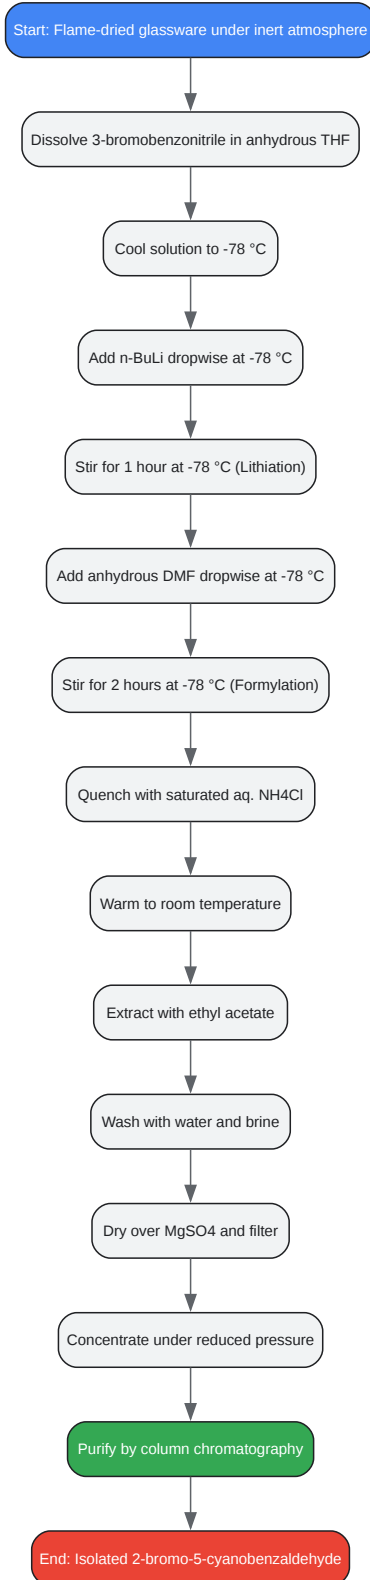 Start: Flame-dried glassware under inert atmosphere
Dissolve 3-bromobenzonitrile in anhydrous THF
Cool solution to -78 °C
Add n-BuLi dropwise at -78 °C
Stir for 1 hour at -78 °C (Lithiation)
Add anhydrous DMF dropwise at -78 °C
Stir for 2 hours at -78 °C (Formylation)
Quench with saturated aq. NH4Cl
Warm to room temperature
Extract with ethyl acetate
Wash with water and brine
Dry over MgSO4 and filter
Concentrate under reduced pressure
Purify by column chromatography
End: Isolated 2-bromo-5-cyanobenzaldehyde